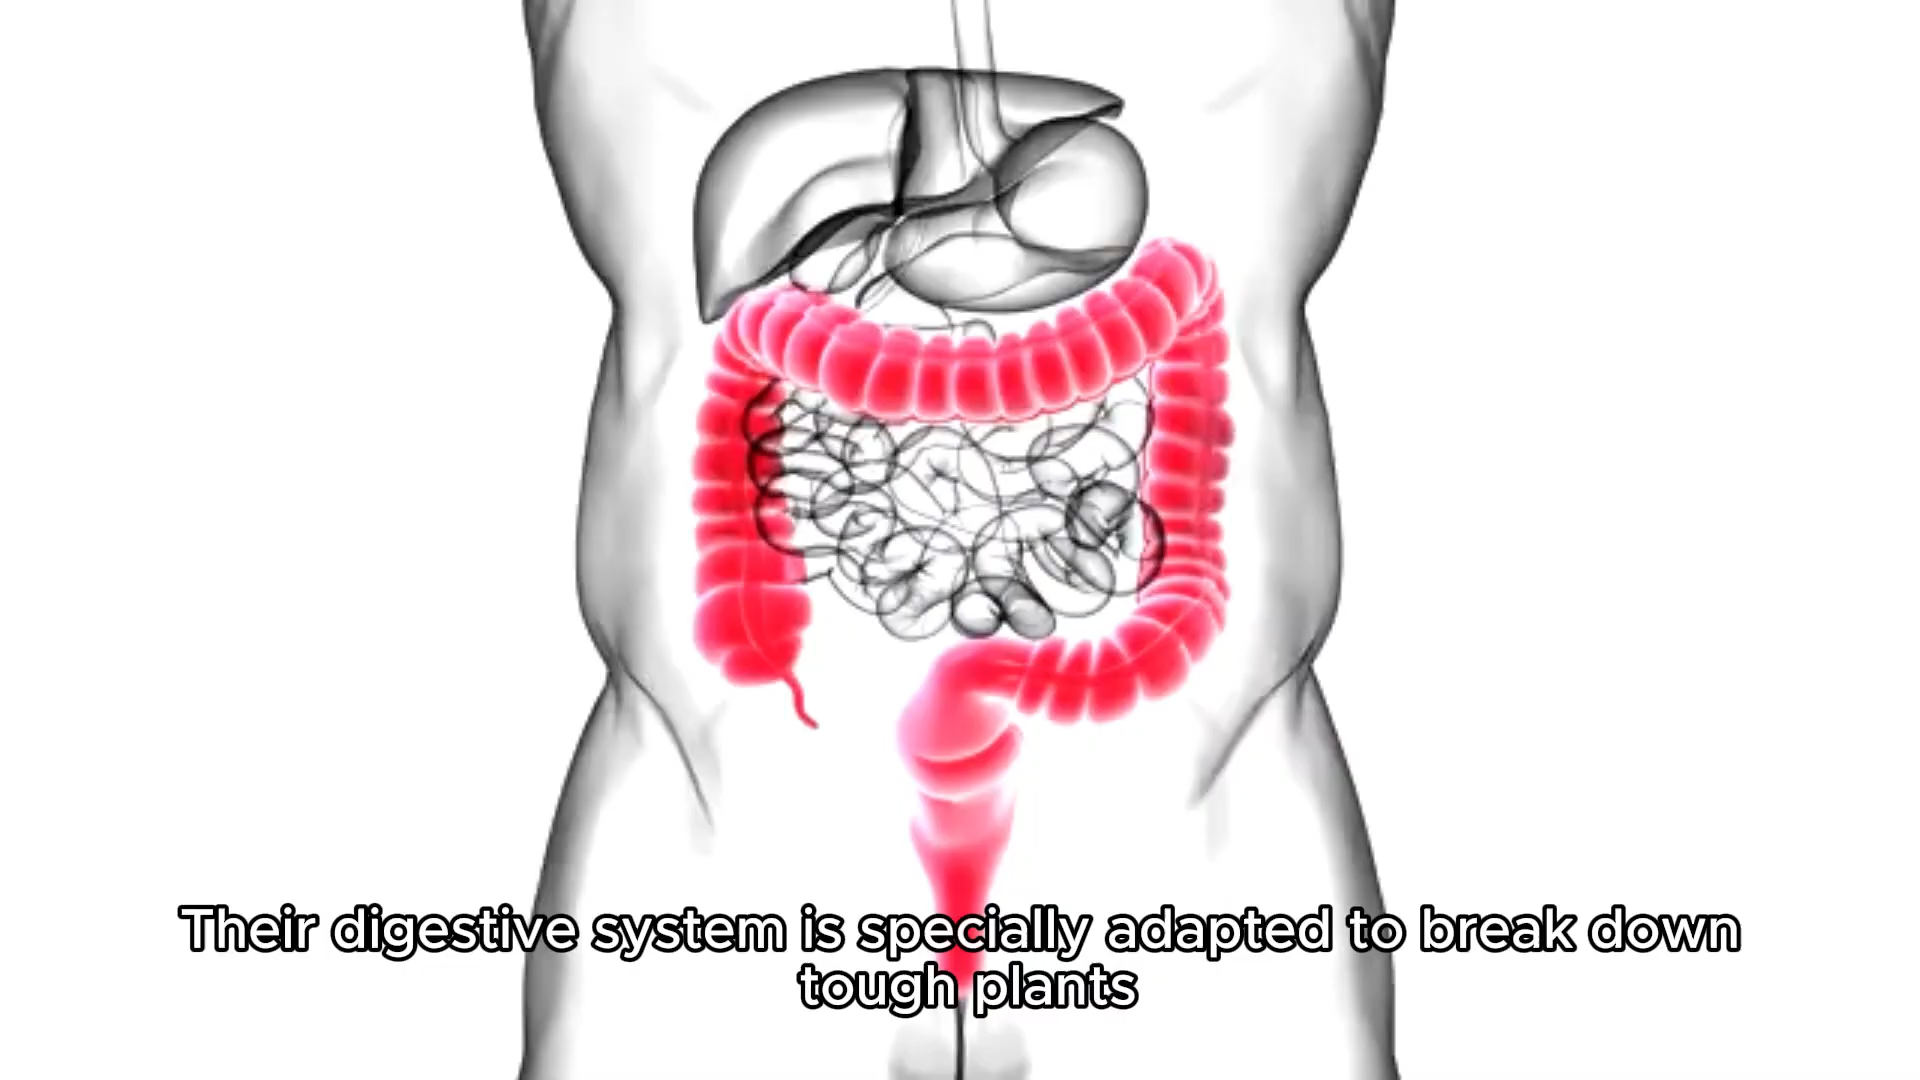 Their digestive system is specially adapted to break down
tough plants